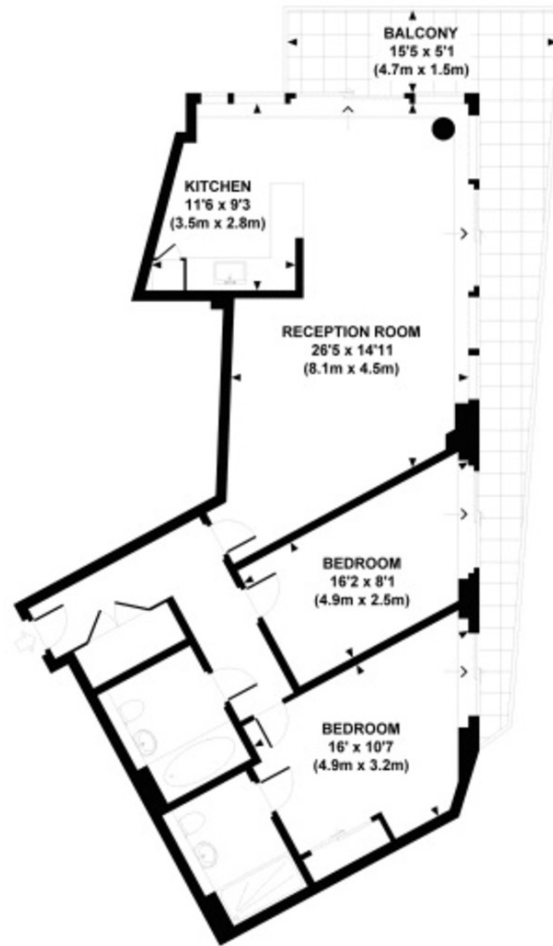 BALCONY
15'5 x 5'1
(4.7m x 1.5m)
KITCHEN
11'6 x 9'3
(3.5m x 2.8m)
RECEPTION ROOM
26'5 x 14'11
(8.1m x 4.5m)
BEDROOM
16'2 x 8'1
(4.9m x 2.5m)
BEDROOM
16' x 10'7
(4.9m x 3.2m)